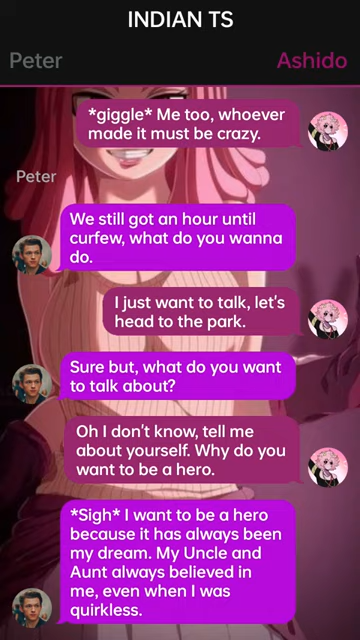 INDIAN TS
Peter
Ashido
*giggle* Me too, whoever
made it must be crazy.
Peter
We still got an hour until
curfew, what do you wanna
do.
I just want to talk, let's
head to the park.
Sure but, what do you want
to talk about?
Oh I don't know, tell me
about yourself. Why do you
want to be a hero.
*Sigh* I want to be a hero
because it has always been
my dream. My Uncle and
Aunt always believed in
me, even when I was
quirkless.